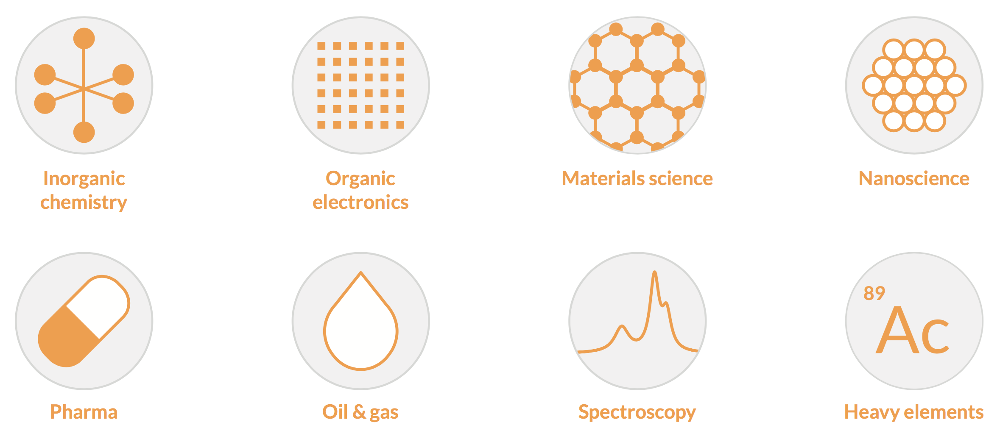 Inorganic
chemistry
Organic
electronics
Materials science
Nanoscience
Pharma
Oil & gas
Spectroscopy
89
Ac
Heavy elements